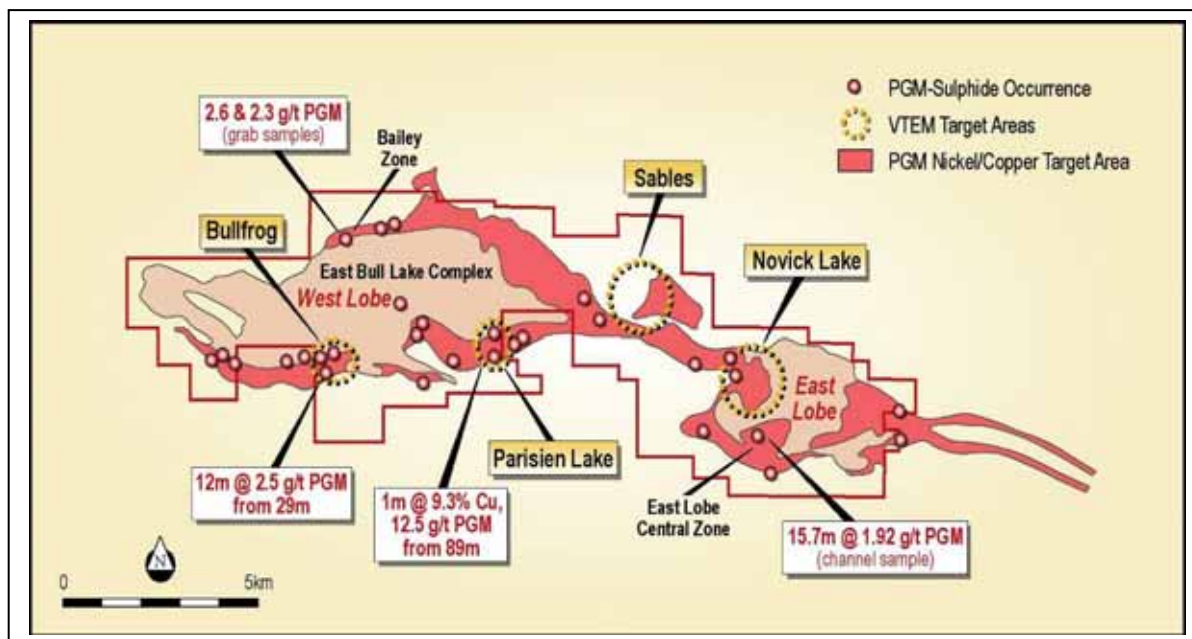 PGM-Sulphide Occurrence
VTEM Target Areas
PGM Nickel/Copper Target Area
2.6 & 2.3 g/t PGM
(grab samples)
Bailey
Zone
Sables
Bullfrog
Novick Lake
East Bull Lake Complex
West Lobe
East
Lobe
Parisien Lake
12m @ 2.5 g/t PGM
from 29m
1m @ 9.3% Cu,
12.5 g/t PGM
from 89m
East Lobe
Central Zone
15.7m @ 1.92 g/t PGM
(channel sample)
N
0 5km